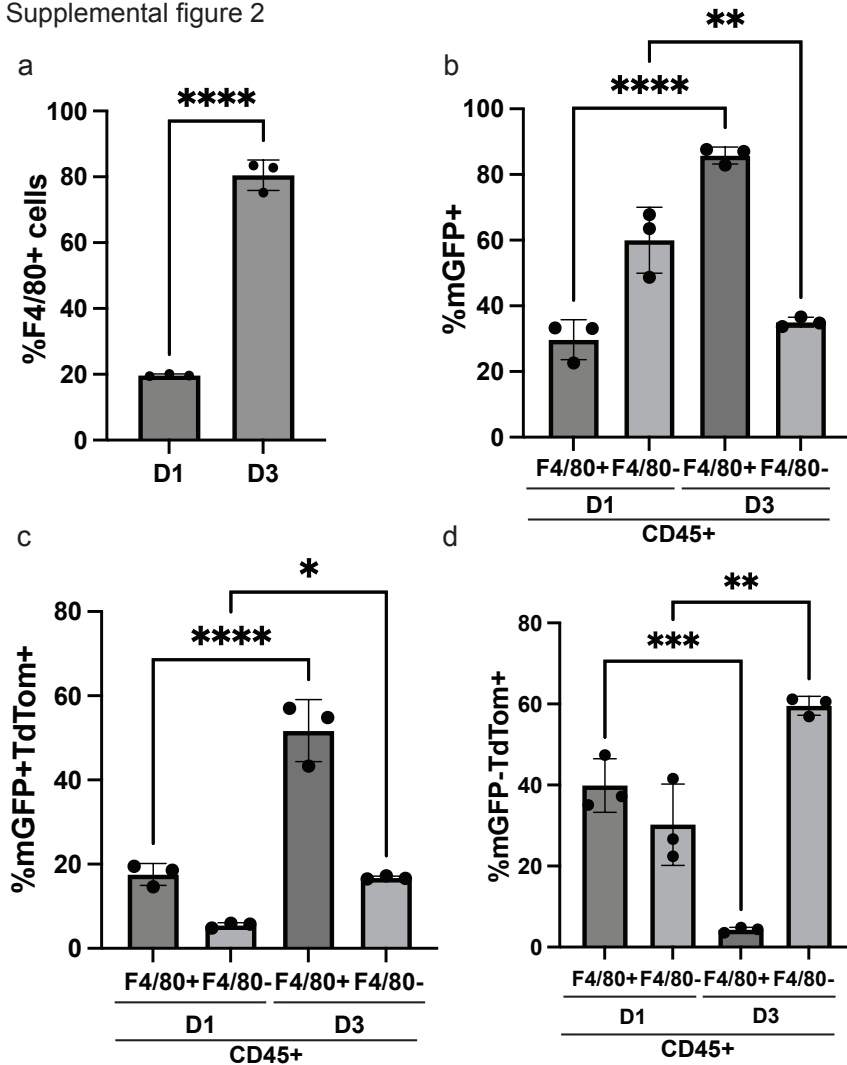 Supplemental figure 2
a
****
%F4/80+ cells
100
80
60
40
20
0
D1 D3
b
**
****
%mGFP+
100
80
60
40
20
0
F4/80+ F4/80- F4/80+ F4/80-
D1 D3
CD45+
c
*
****
%mGFP+TdTom+
80
60
40
20
0
F4/80+ F4/80- F4/80+ F4/80-
D1 D3
CD45+
d
**
***
%mGFP-TdTom+
80
60
40
20
0
F4/80+ F4/80- F4/80+ F4/80-
D1 D3
CD45+